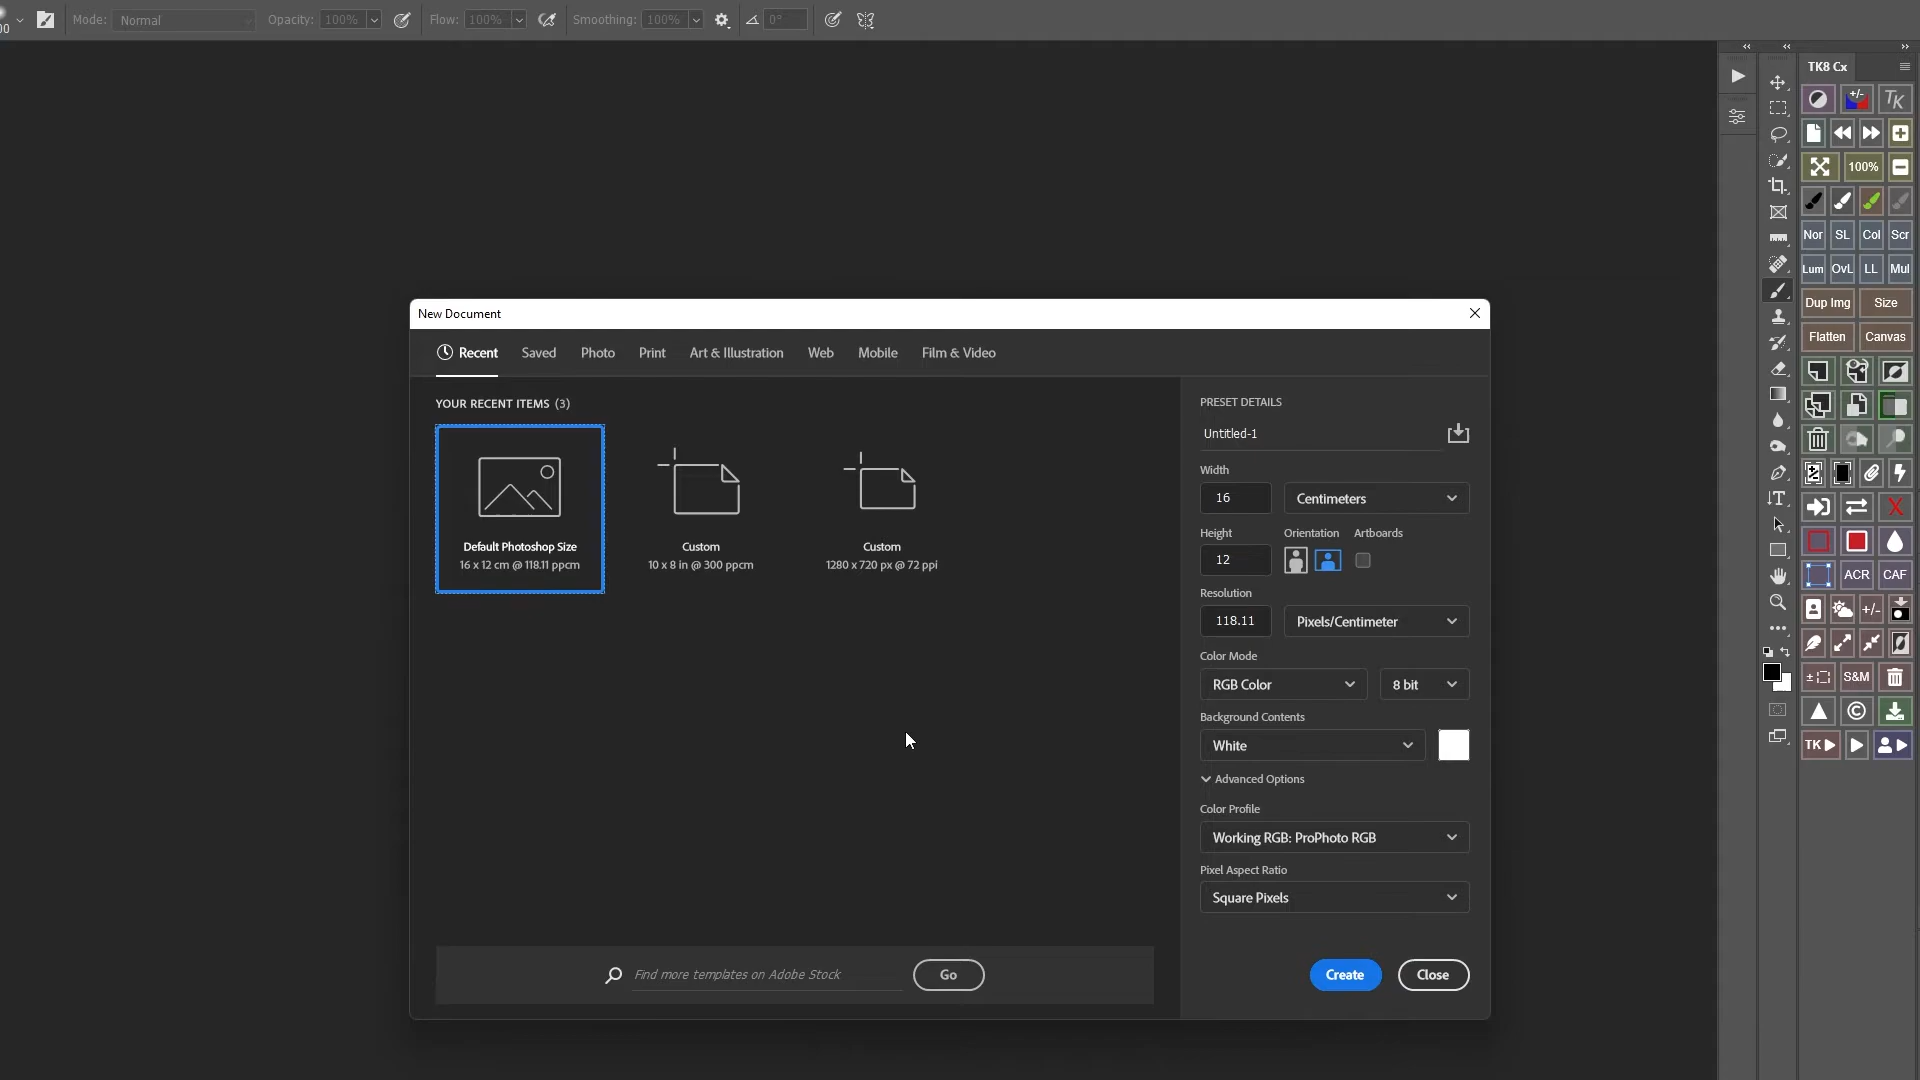 00
Mode: Normal Opacity: 100% Flow: 100% Smoothing: 100% 0°
TK8 Cx
+/- TK
100%
Nor SL Col Scr
Lum OvL LL Mul
Dup Img Size
Flatten Canvas
ACR CAF
+/-
S&M
TK
New Document
Recent Saved Photo Print Art & Illustration Web Mobile Film & Video
YOUR RECENT ITEMS (3)
Default Photoshop Size
16 x 12 cm @ 118.11 ppcm
Custom
10 x 8 in @ 300 ppcm
Custom
1280 x 720 px @ 72 ppi
Find more templates on Adobe Stock Go
PRESET DETAILS
Untitled-1
Width
16 Centimeters
Height Orientation Artboards
12
Resolution
118.11 Pixels/Centimeter
Color Mode
RGB Color 8 bit
Background Contents
White
Advanced Options
Color Profile
Working RGB: ProPhoto RGB
Pixel Aspect Ratio
Square Pixels
Create Close